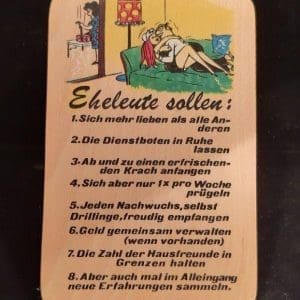 Eheleute sollen:
1.Sich mehr lieben als alle An-
deren
2.Die Dienstboten in Ruhe
lassen
3.Ab und zu einen erfrischen-
den Krach anfangen
4.Sich aber nur 1x pro Woche
prügeln
5.Jeden Nachwuchs,selbst
Drillinge,freudig empfangen
6.Geld gemeinsam verwalten
(wenn vorhanden)
7.Die Zahl der Hausfreunde in
Grenzen halten
8.Aber auch mal im Alleingang
neue Erfahrungen sammeln.